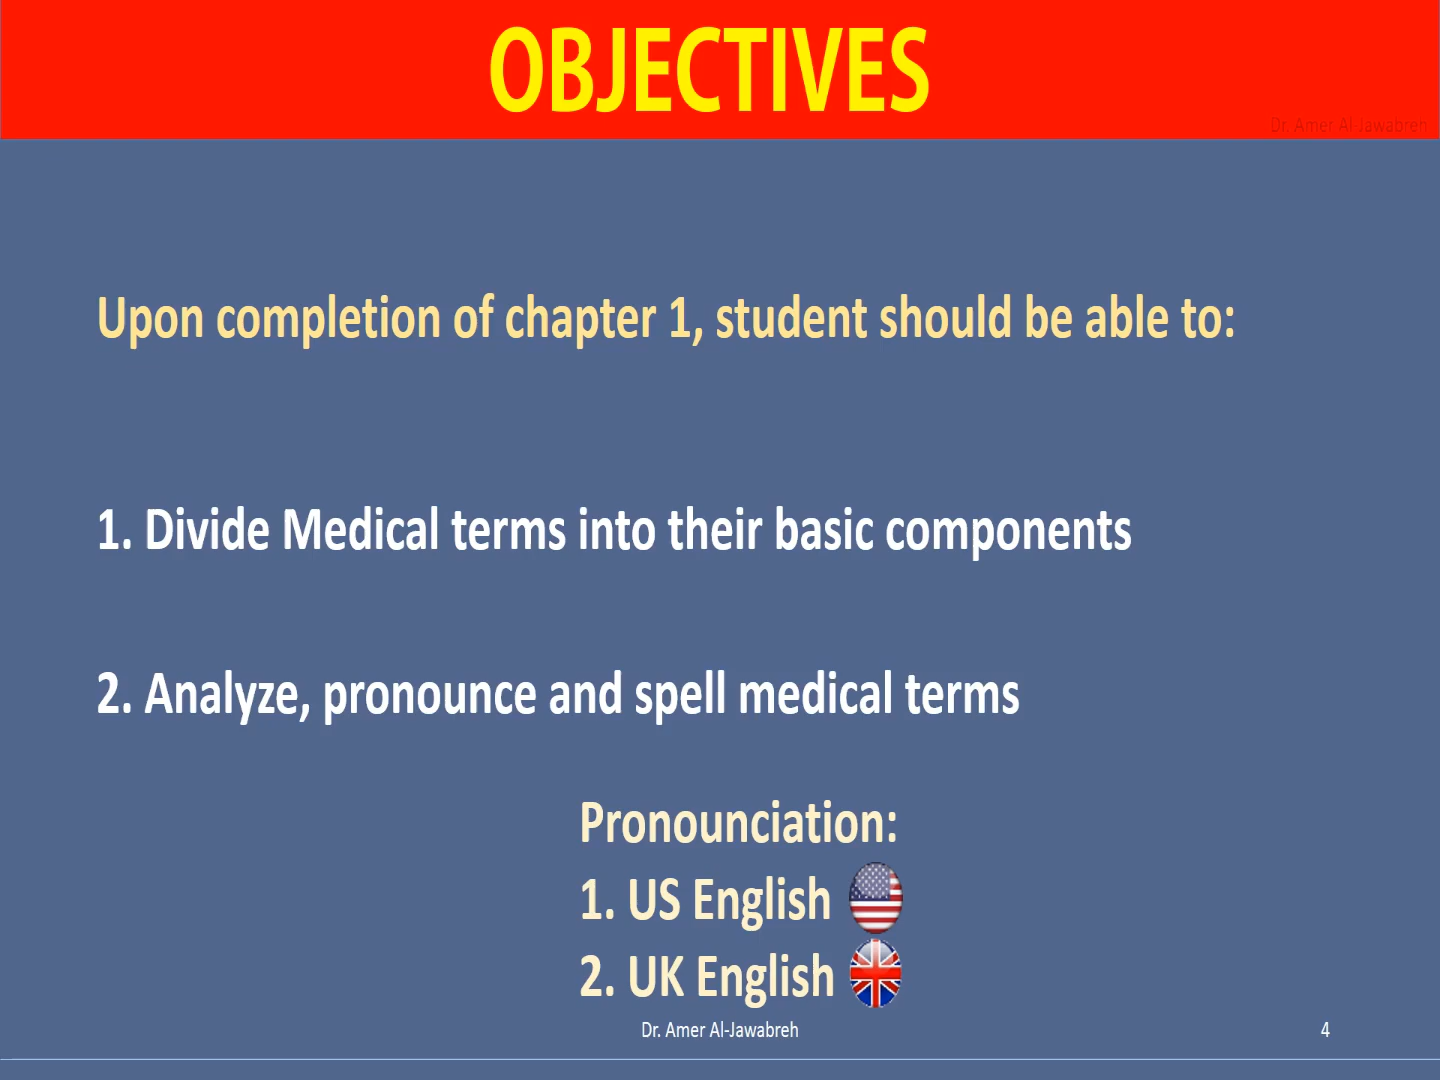 OBJECTIVES
Dr. Amer Al-Jawabreh
Upon completion of chapter 1, student should be able to:
1. Divide Medical terms into their basic components
2. Analyze, pronounce and spell medical terms
Pronounciation:
1. US English
2. UK English
Dr. Amer Al-Jawabreh
4